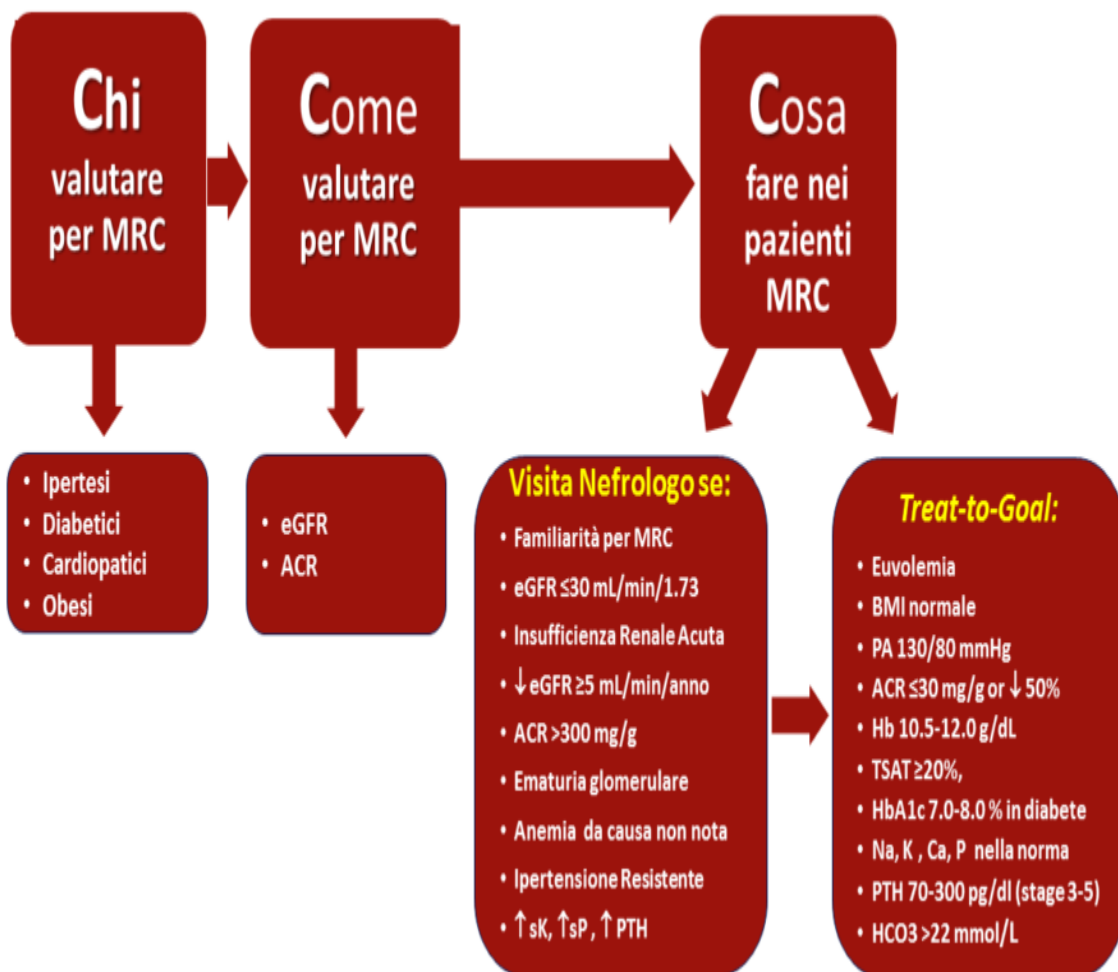 Chi
valutare
per MRC
Come
valutare
per MRC
Cosa
fare nei
pazienti
MRC
• Ipertesi
• Diabetici
• Cardiopatici
• Obesi
• eGFR
• ACR
Visita Nefrologo se:
• Familiarità per MRC
• eGFR ≤30 mL/min/1.73
• Insufficienza Renale Acuta
• ↓eGFR ≥5 mL/min/anno
• ACR >300 mg/g
• Ematuria glomerulare
• Anemia da causa non nota
• Ipertensione Resistente
• ↑sK, ↑sP , ↑ PTH
Treat-to-Goal:
• Euvolemia
• BMI normale
• PA 130/80 mmHg
• ACR ≤30 mg/g or ↓50%
• Hb 10.5-12.0 g/dL
• TSAT ≥20%,
• HbA1c 7.0-8.0 % in diabete
• Na, K , Ca, P nella norma
• PTH 70-300 pg/dl (stage 3-5)
• HCO3 >22 mmol/L